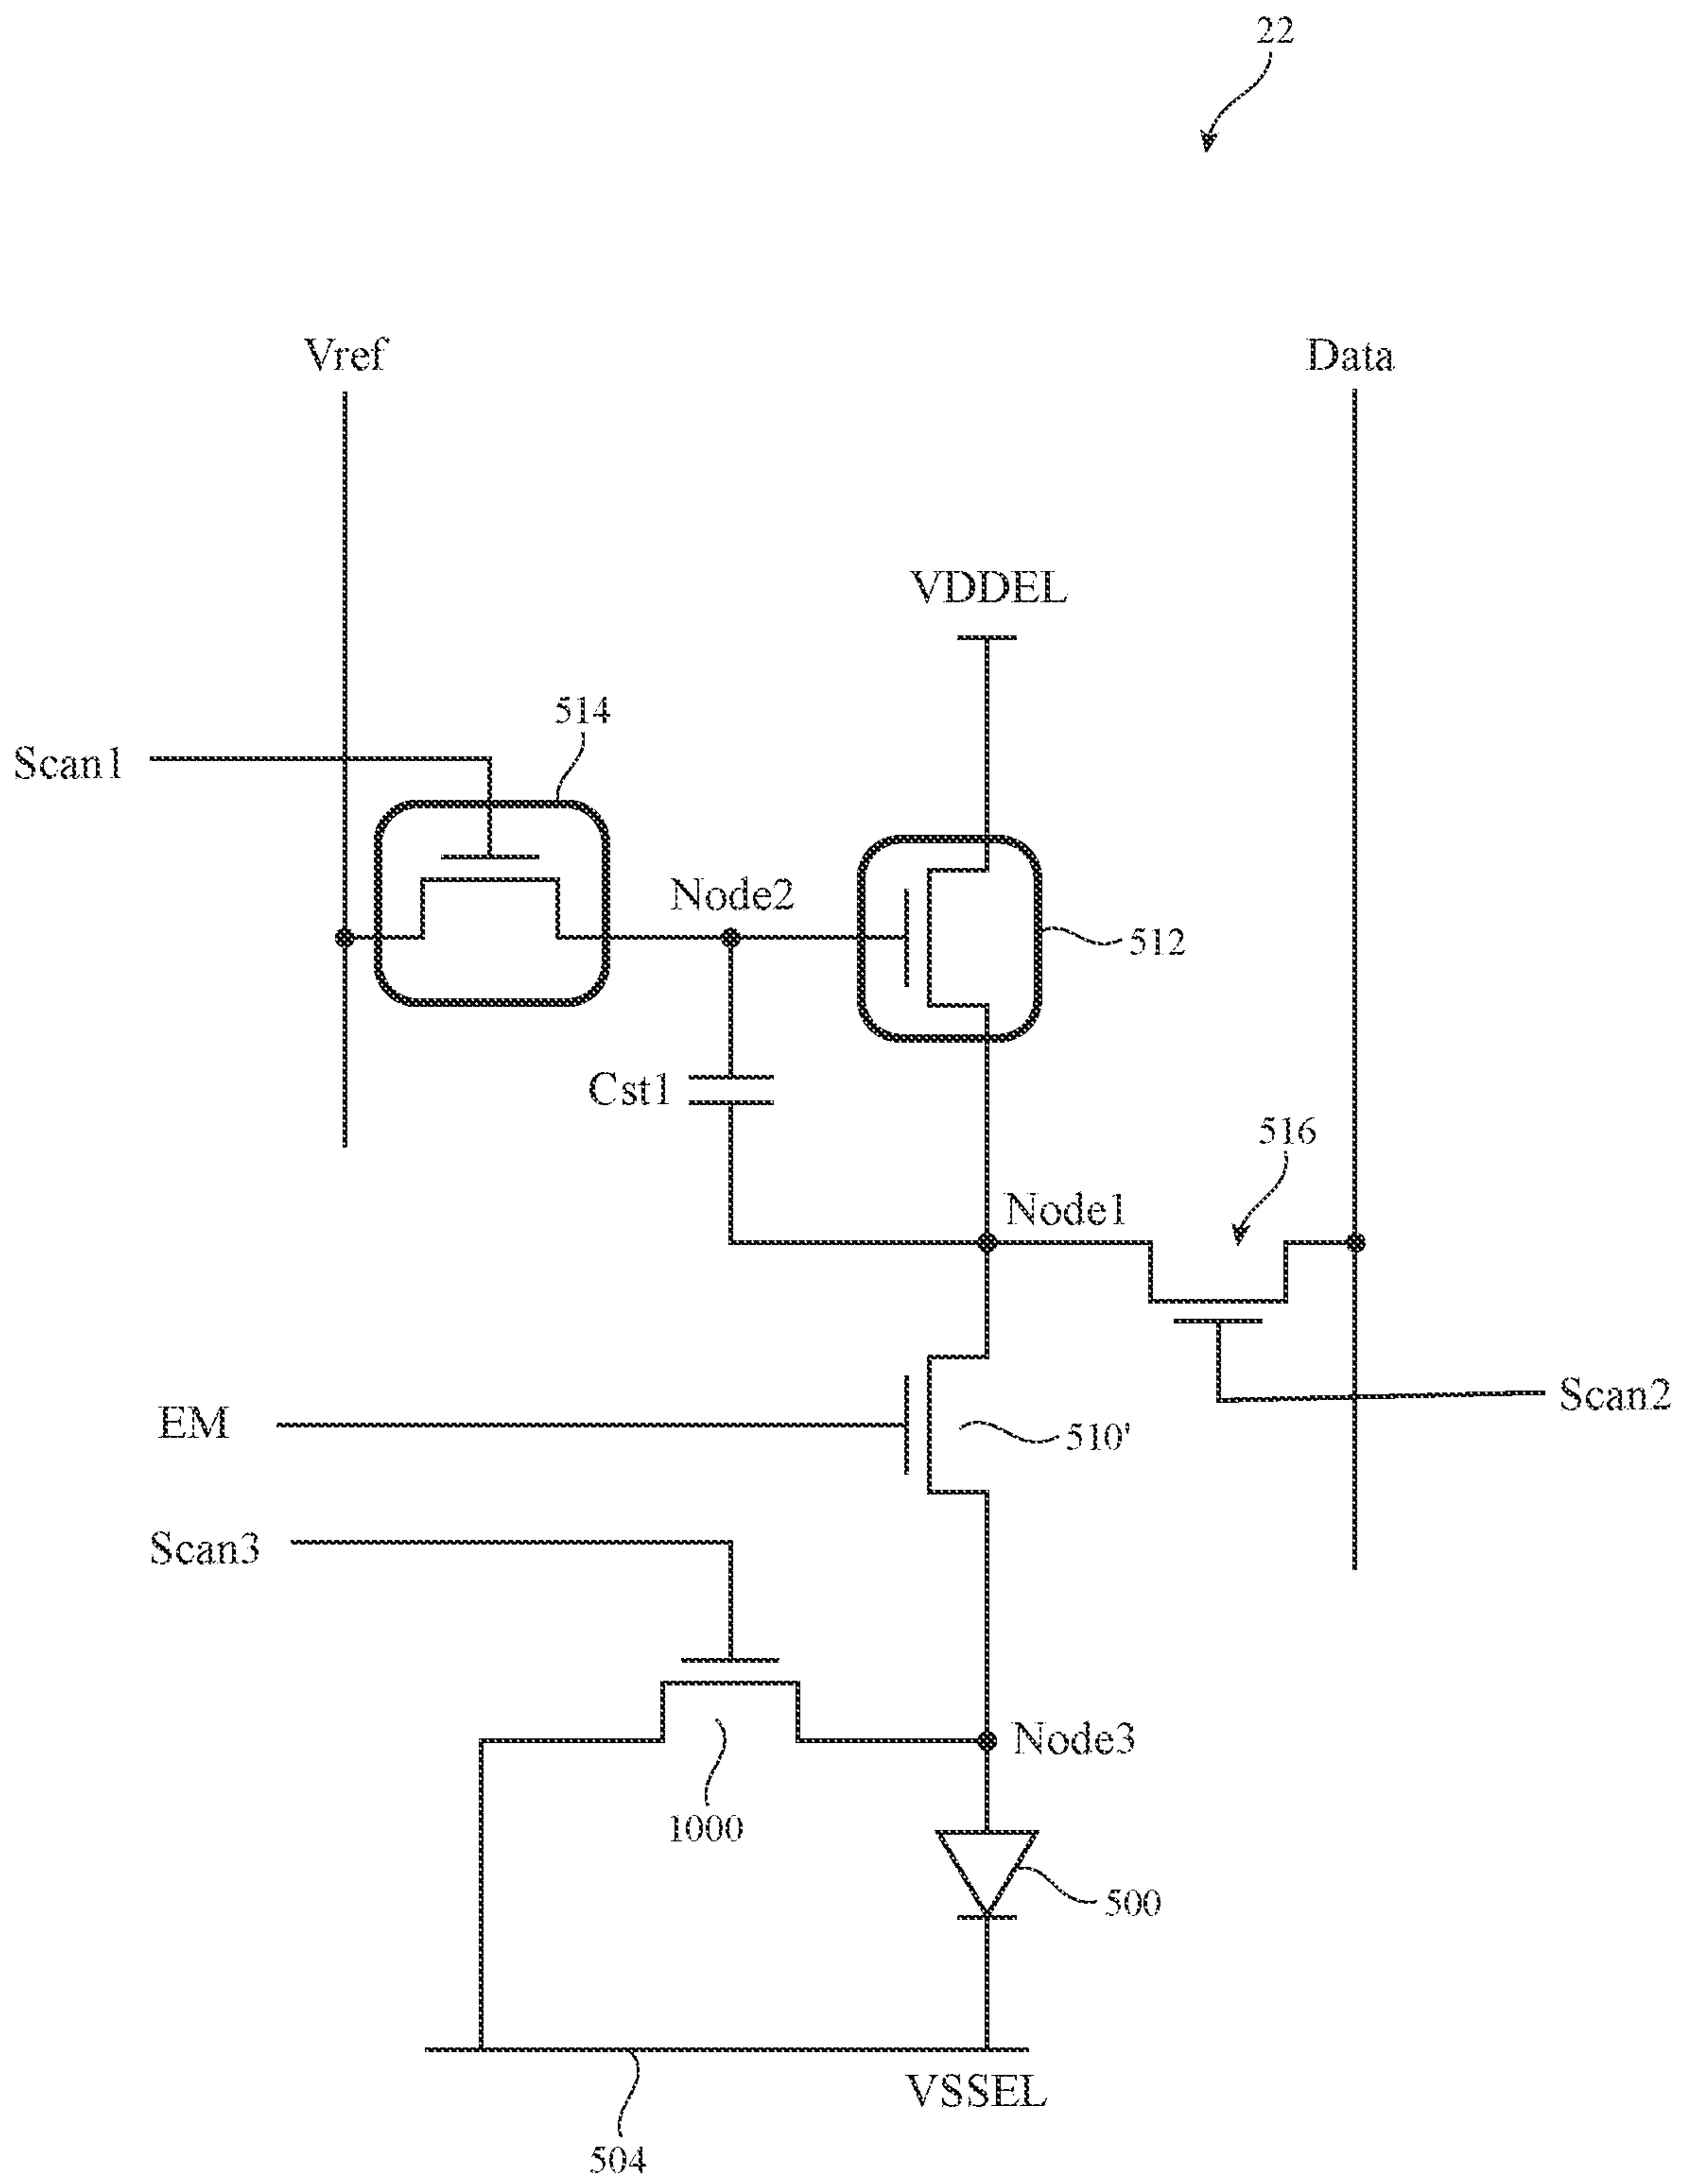 22
Vref
Data
VDDEL
514
Scan1
Node2
512
Cst1
516
Node1
Scan2
EM
510'
Scan3
Node3
1000
500
VSSEL
504